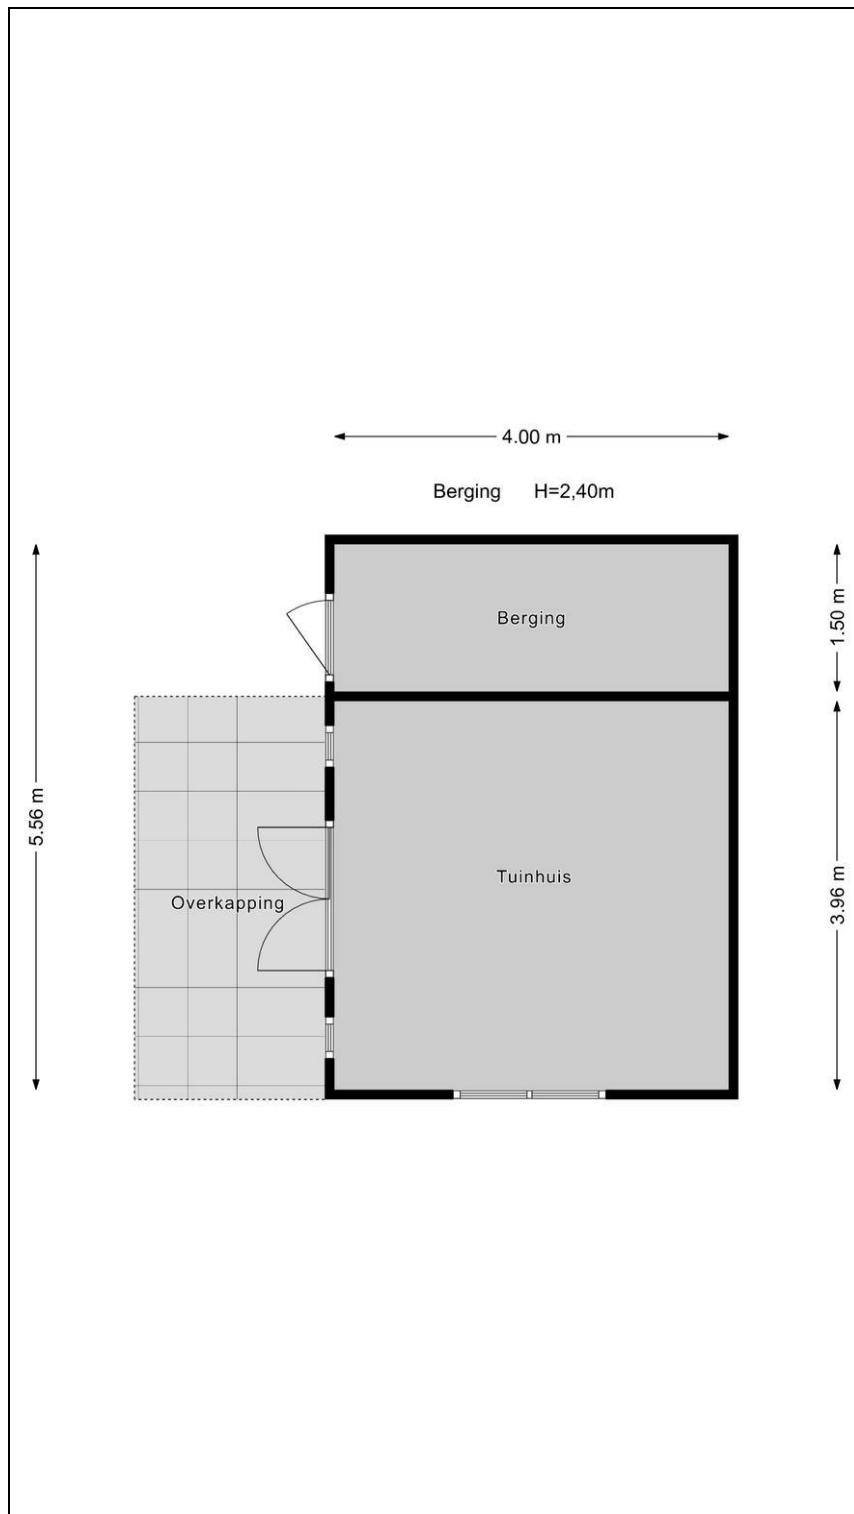 4.00 m
Berging H=2,40m
Berging
1.50 m
5.56 m
Tuinhuis
3.96 m
Overkapping